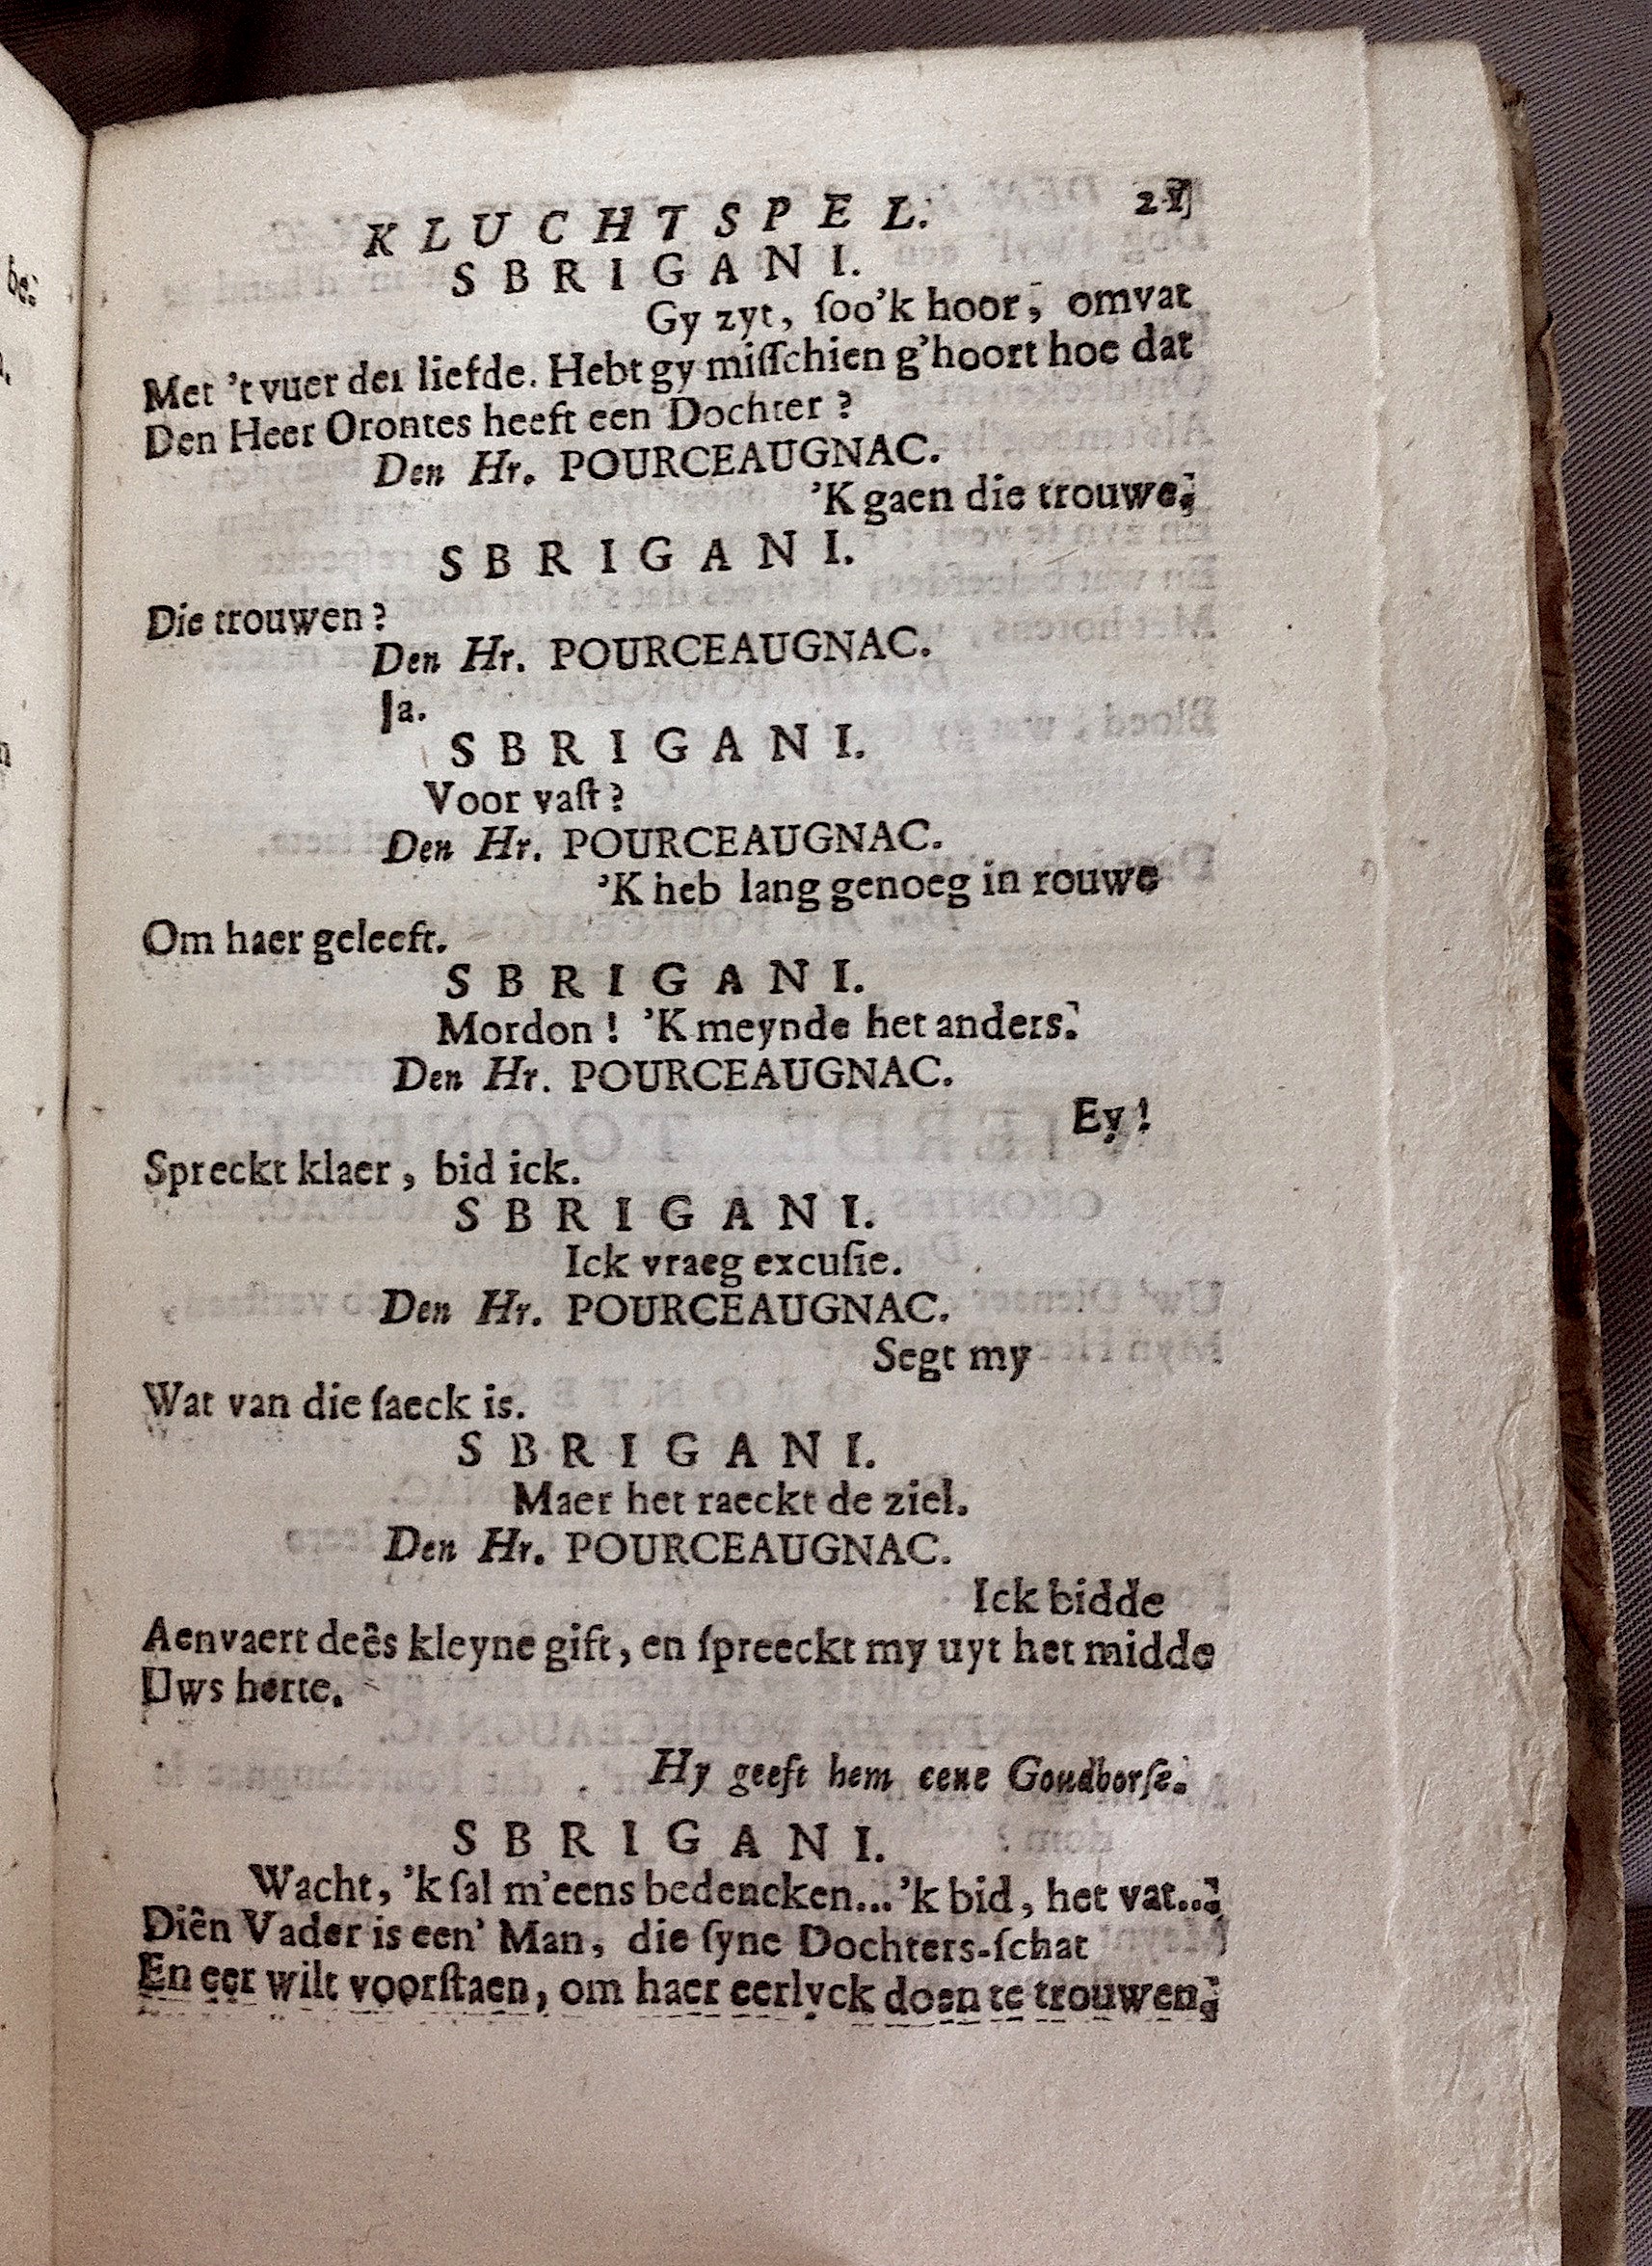 KLUCHTSPEL.
SBRIGANI.
Gy zyt, ſoo'k hoor, omvat
Met 't vuer der liefde. Hebt gy miſſchien g'hoort hoe dat
Den Heer Orontes heeft een Dochter?
Den Hr. POURCEAUGNAC.
'K gaen die trouwe.
SBRIGANI.
Die trouwen?
Den Hr. POURCEAUGNAC.
Ja.
SBRIGANI.
Voor vaſt?
Den Hr. POURCEAUGNAC.
'K heb lang genoeg in rouwe
Om haer geleeft.
SBRIGANI.
Mordon! 'K meynde het anders.
Den Hr. POURCEAUGNAC.
Ey!
Spreckt klaer, bid ick.
SBRIGANI.
Ick vraeg excuſie.
Den Hr. POURCEAUGNAC.
Segt my
Wat van die ſaeck is.
SBRIGANI.
Maer het raeckt de ziel.
Den Hr. POURCEAUGNAC.
Ick bidde
Aenvaert deês kleyne gift, en ſpreeckt my uyt het midde
Uws herte.
Hy geeft hem eene Goudborſe.
SBRIGANI.
Wacht, 'k ſal m'eens bedencken... 'k bid, het vat...
Diên Vader is een' Man, die ſyne Dochters-ſchat
En eer wilt voorſtaen, om haer eerlyck doen te trouwen.